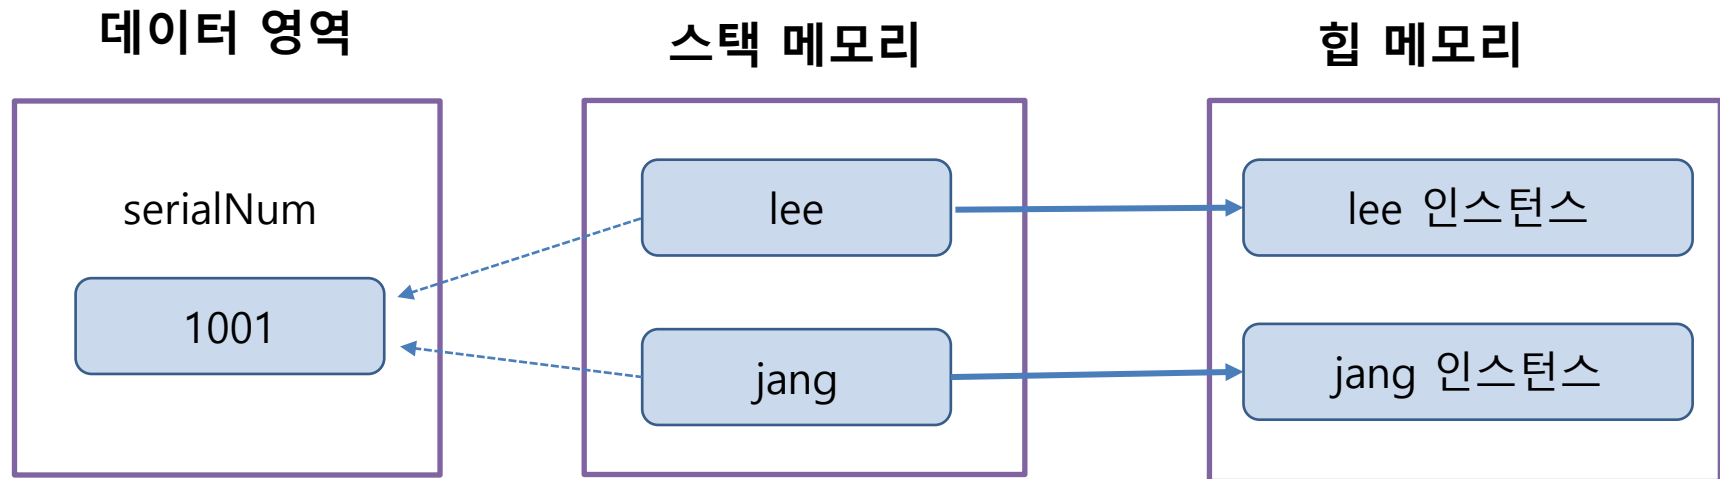 데이터 영역
스택 메모리
힙 메모리
serialNum
1001
lee
jang
lee 인스턴스
jang 인스턴스